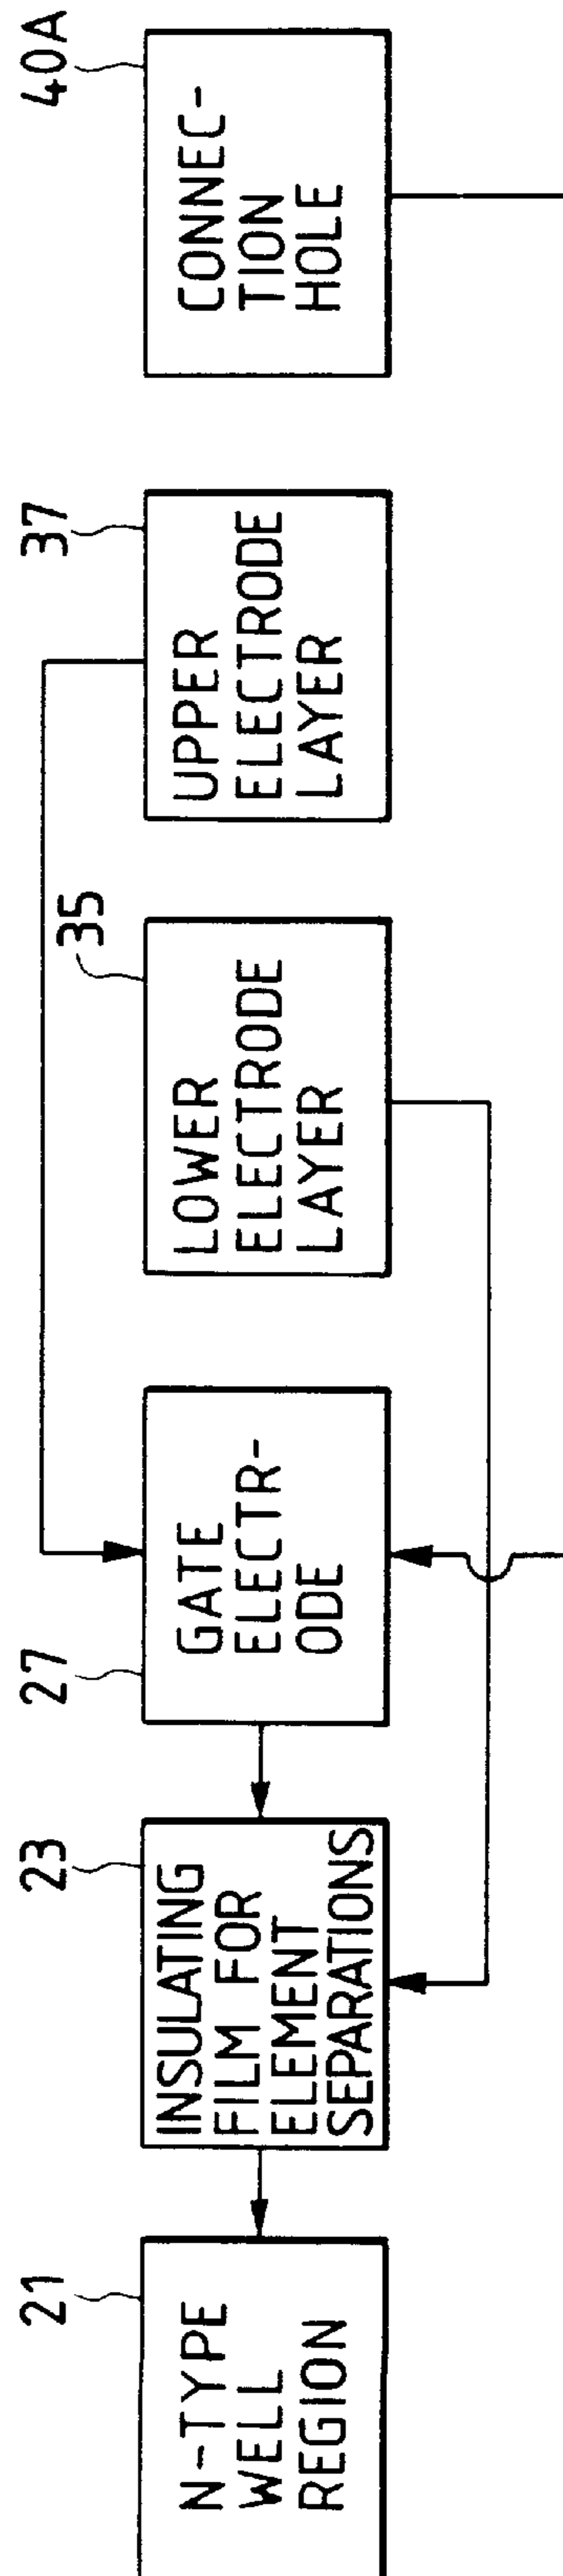 21
N-TYPE
WELL
REGION
23
INSULATING
FILM FOR
ELEMENT
SEPARATIONS
27
GATE
ELECTR-
ODE
35
LOWER
ELECTRODE
LAYER
37
UPPER
ELECTRODE
LAYER
40A
CONNEC-
TION
HOLE